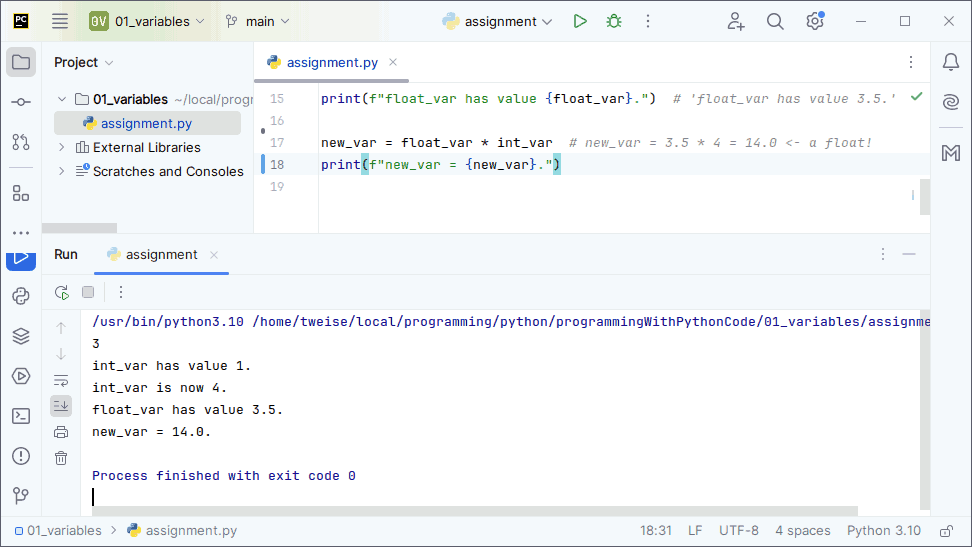 PC
01_variables
main
assignment
Project
assignment.py
01_variables ~/local/progr
assignment.py
External Libraries
Scratches and Consoles
15 print(f"float_var has value {float_var}.")  # 'float_var has value 3.5.'
16
17 new_var = float_var * int_var  # new_var = 3.5 * 4 = 14.0 <- a float!
18 print(f"new_var = {new_var}.")
19
Run
assignment
/usr/bin/python3.10 /home/tweise/local/programming/python/programmingWithPythonCode/01_variables/assignme
3
int_var has value 1.
int_var is now 4.
float_var has value 3.5.
new_var = 14.0.
Process finished with exit code 0
01_variables > assignment.py
18:31 LF UTF-8 4 spaces Python 3.10